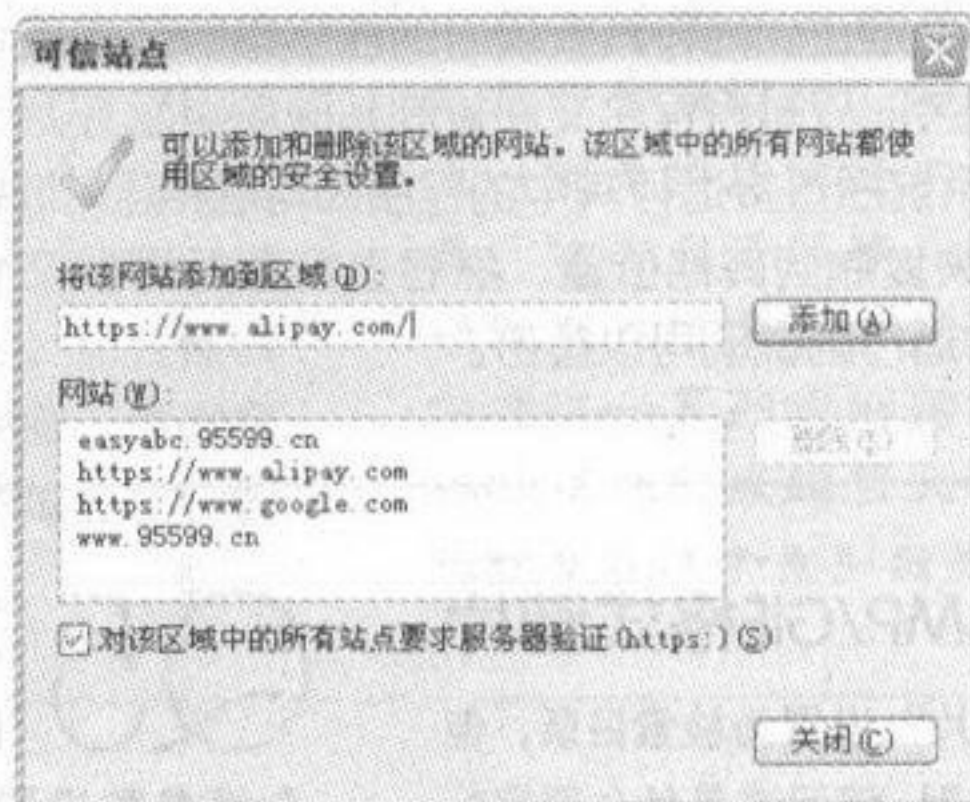 可信站点
可以添加和删除该区域的网站。该区域中的所有网站都使
用区域的安全设置。
将该网站添加到区域(D):
https://www.alipay.com/
添加(A)
网站(W):
easyabc.95599.cn
https://www.alipay.com
https://www.google.com
www.95599.cn
对该区域中的所有站点要求服务器验证(https:)(S)
MP/G
关闭(C)